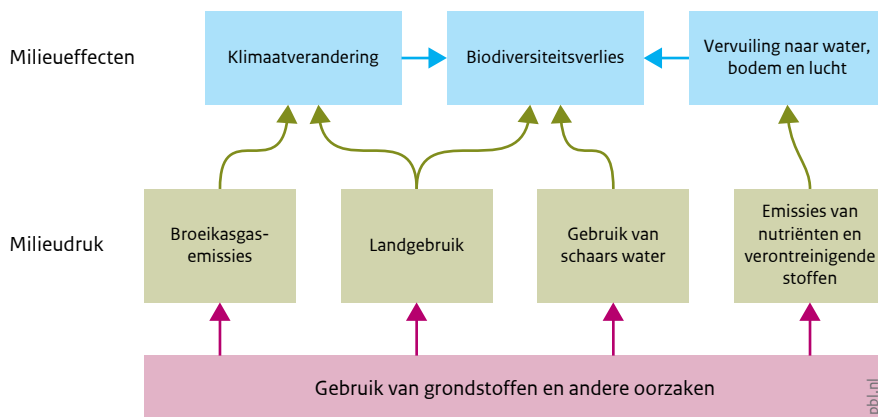 Milieueffecten
Klimaatverandering
Biodiversiteitsverlies
Vervuiling naar water,
bodem en lucht
Milieudruk
Broeikasgas-
emissies
Landgebruik
Gebruik van
schaars water
Emissies van
nutriënten en
verontreinigende
stoffen
Gebruik van grondstoffen en andere oorzaken
pbl.nl